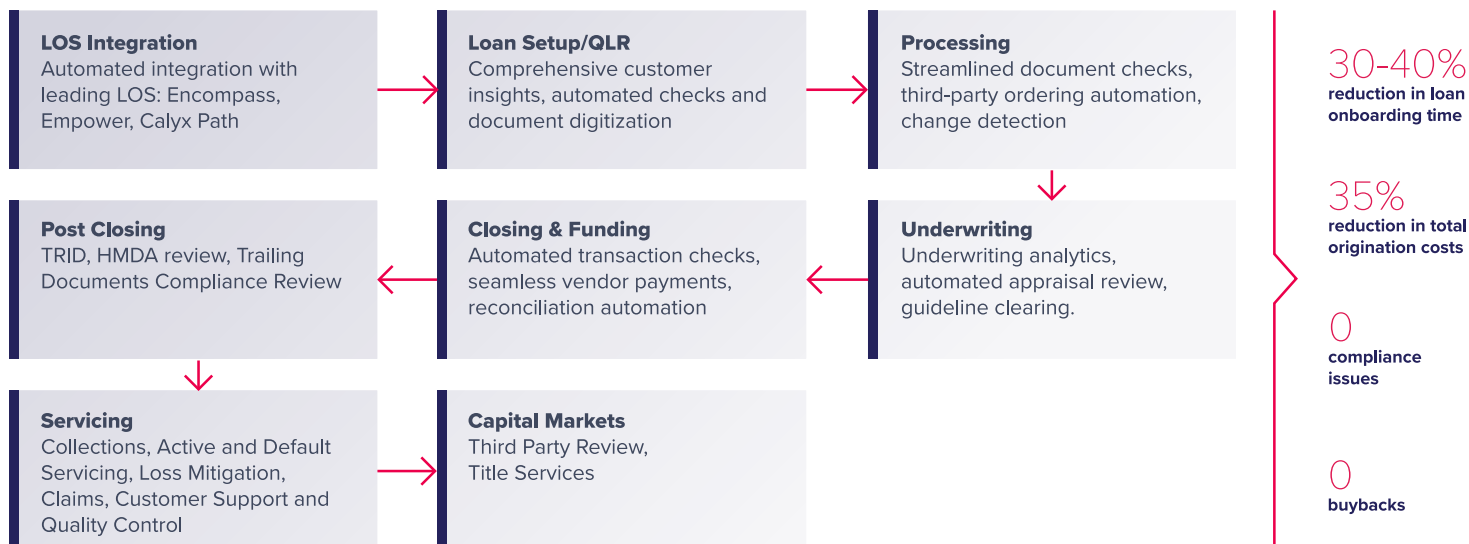 LOS Integration
Automated integration with
leading LOS: Encompass,
Empower, Calyx Path
Loan Setup/QLR
Comprehensive customer
insights, automated checks and
document digitization
Processing
Streamlined document checks,
third-party ordering automation,
change detection
Underwriting
Underwriting analytics,
automated appraisal review,
guideline clearing.
Closing & Funding
Automated transaction checks,
seamless vendor payments,
reconciliation automation
Post Closing
TRID, HMDA review, Trailing
Documents Compliance Review
Servicing
Collections, Active and Default
Servicing, Loss Mitigation,
Claims, Customer Support and
Quality Control
Capital Markets
Third Party Review,
Title Services
30-40%
reduction in loan
onboarding time
35%
reduction in total
origination costs
0
compliance
issues
0
buybacks